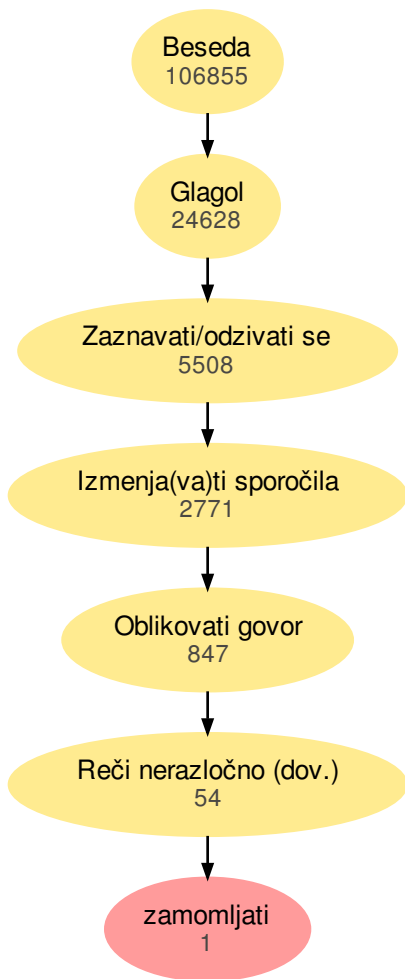 Beseda
106855
Glagol
24628
Zaznavati/odzivati se
5508
Izmenja(va)ti sporočila
2771
Oblikovati govor
847
Reči nerazločno (dov.)
54
zamomljati
1